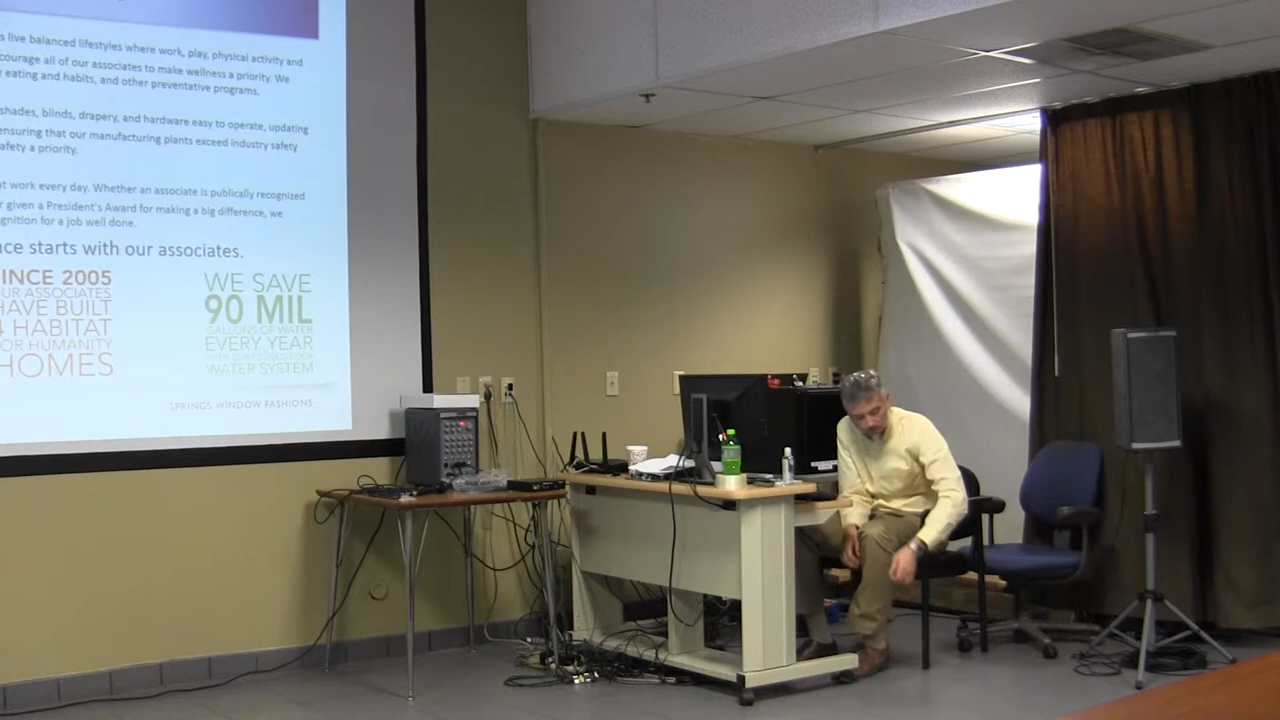 s live balanced lifestyles where work, play, physical activity and
courage all of our associates to make wellness a priority. We
e eating and habits, and other preventative programs.
shades, blinds, drapery, and hardware easy to operate, updating
ensuring that our manufacturing plants exceed industry safety
afety a priority.
at work every day. Whether an associate is publically recognized
r given a President's Award for making a big difference, we
gnition for a job well done.
nce starts with our associates.
INCE 2005
UR ASSOCIATES
HAVE BUILT
4 HABITAT
OR HUMANITY
HOMES
WE SAVE
90 MIL
GALLONS OF WATER
EVERY YEAR
WATER SYSTEM
SPRINGS WINDOW FASHIONS